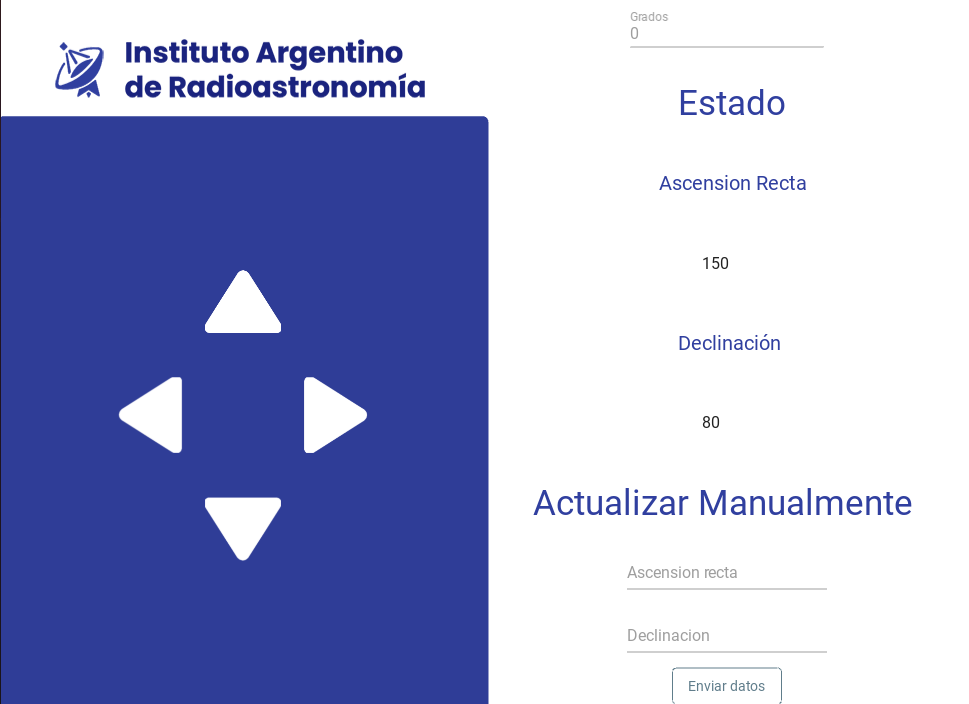 Instituto Argentino
de Radioastronomía
Grados
0
Estado
Ascension Recta
150
Declinación
80
Actualizar Manualmente
Ascension recta
Declinacion
Enviar datos